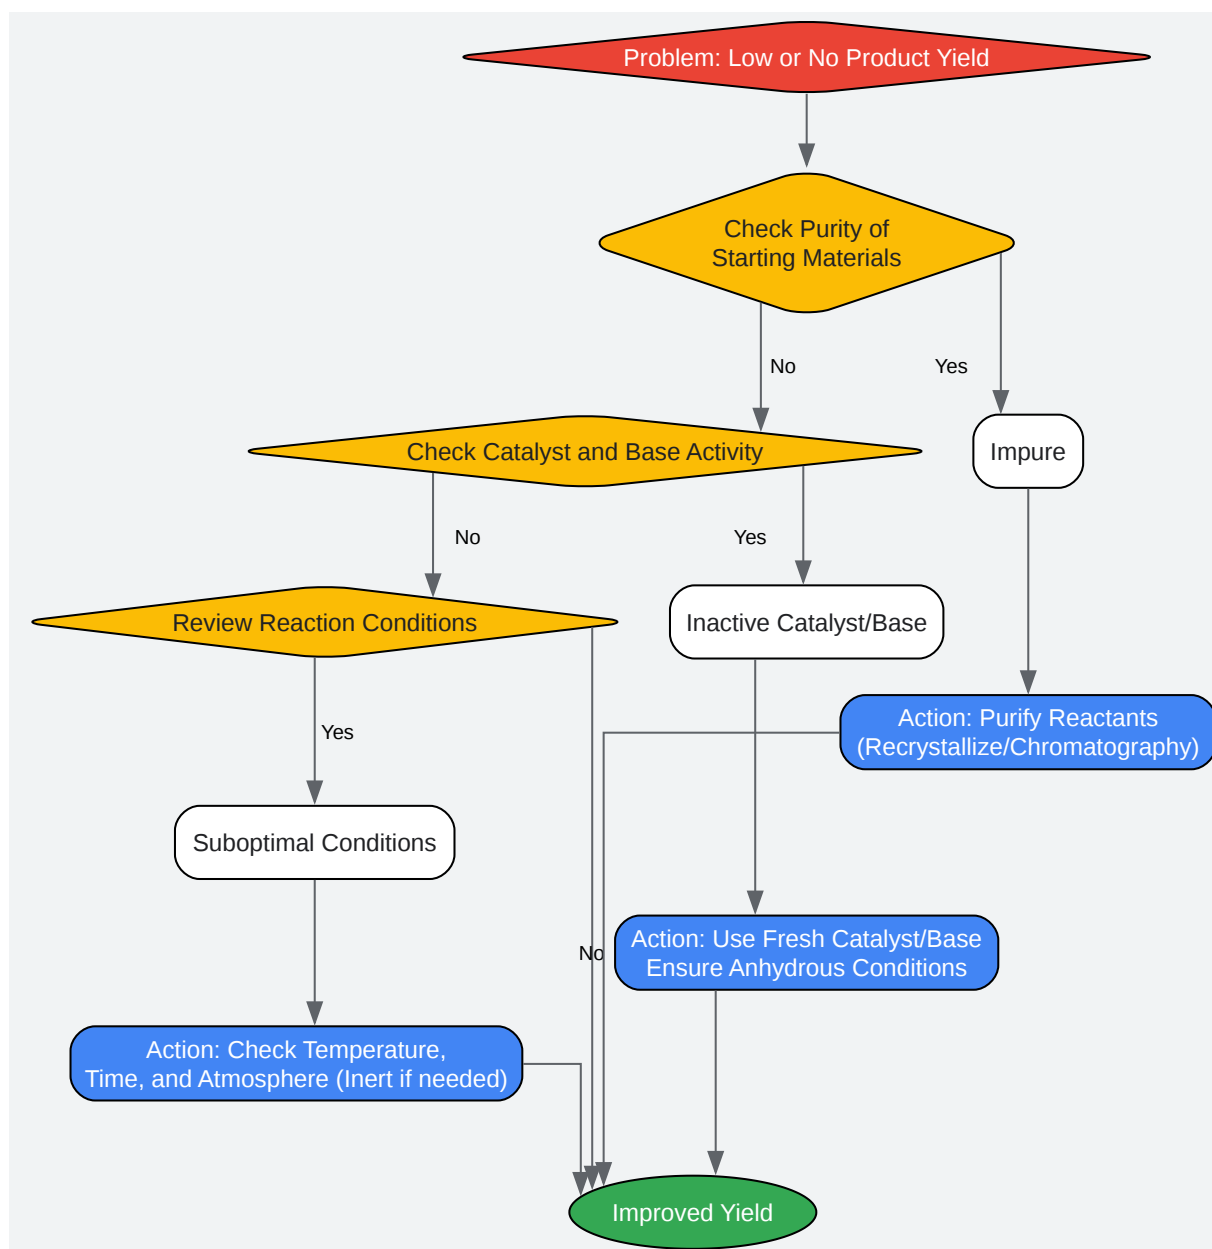 Problem: Low or No Product Yield
Check Purity of
Starting Materials
No
Yes
Check Catalyst and Base Activity
Impure
No
Yes
Review Reaction Conditions
Inactive Catalyst/Base
Action: Purify Reactants
(Recrystallize/Chromatography)
Yes
Suboptimal Conditions
No
Action: Use Fresh Catalyst/Base
Ensure Anhydrous Conditions
Action: Check Temperature,
Time, and Atmosphere (Inert if needed)
Improved Yield